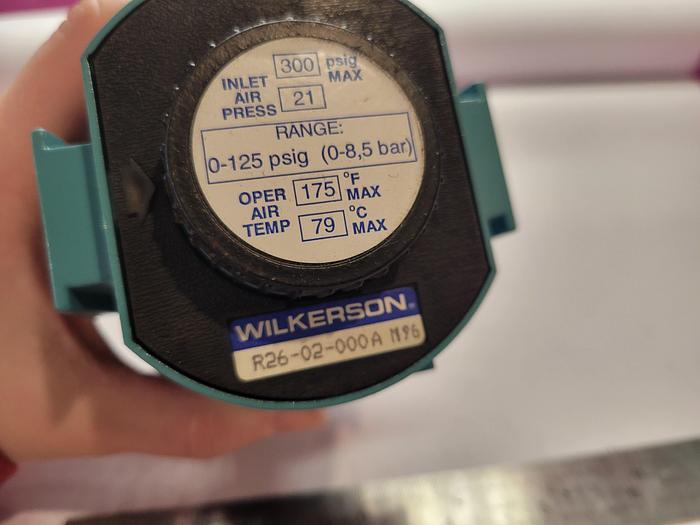 INLET 300 psig
AIR MAX
PRESS 21
RANGE:
0-125 psig (0-8,5 bar)
OPER 175 °F MAX
AIR
TEMP 79 °C MAX
WILKERSON®
R26-02-000A M96